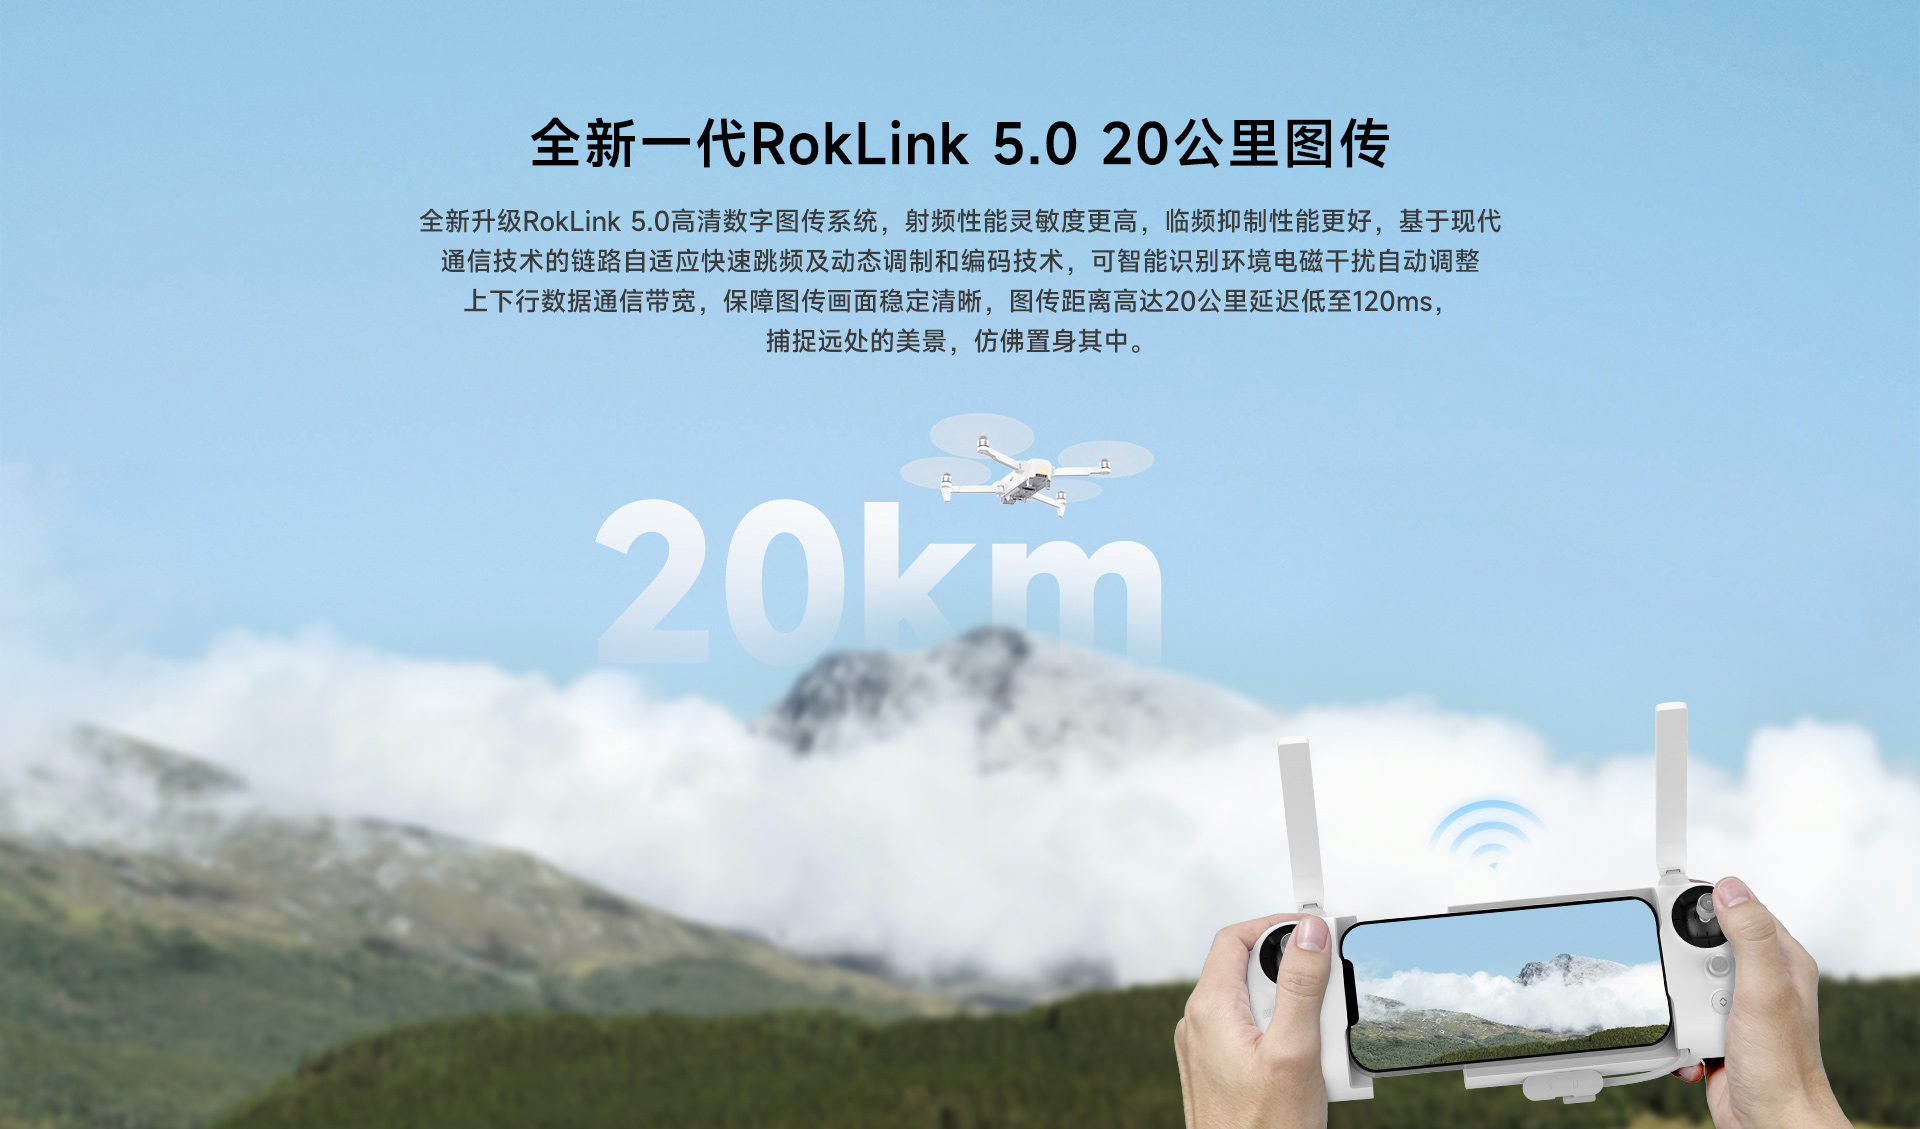 全新一代RokLink 5.0 20公里图传
全新升级RokLink 5.0高清数字图传系统，射频性能灵敏度更高，临频抑制性能更好，基于现代
通信技术的链路自适应快速跳频及动态调制和编码技术，可智能识别环境电磁干扰自动调整
上下行数据通信带宽，保障图传画面稳定清晰，图传距离高达20公里延迟低至120ms，
捕捉远处的美景，仿佛置身其中。
20km